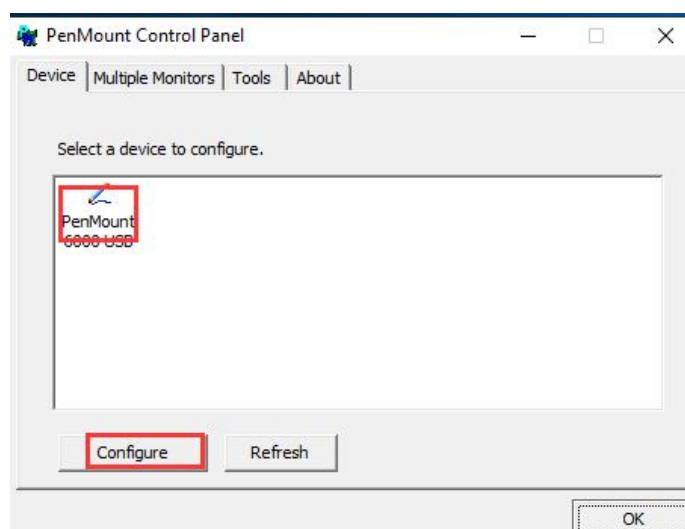 PenMount Control Panel
Device Multiple Monitors Tools About
Select a device to configure.
PenMount
6000 USB
Configure Refresh
OK